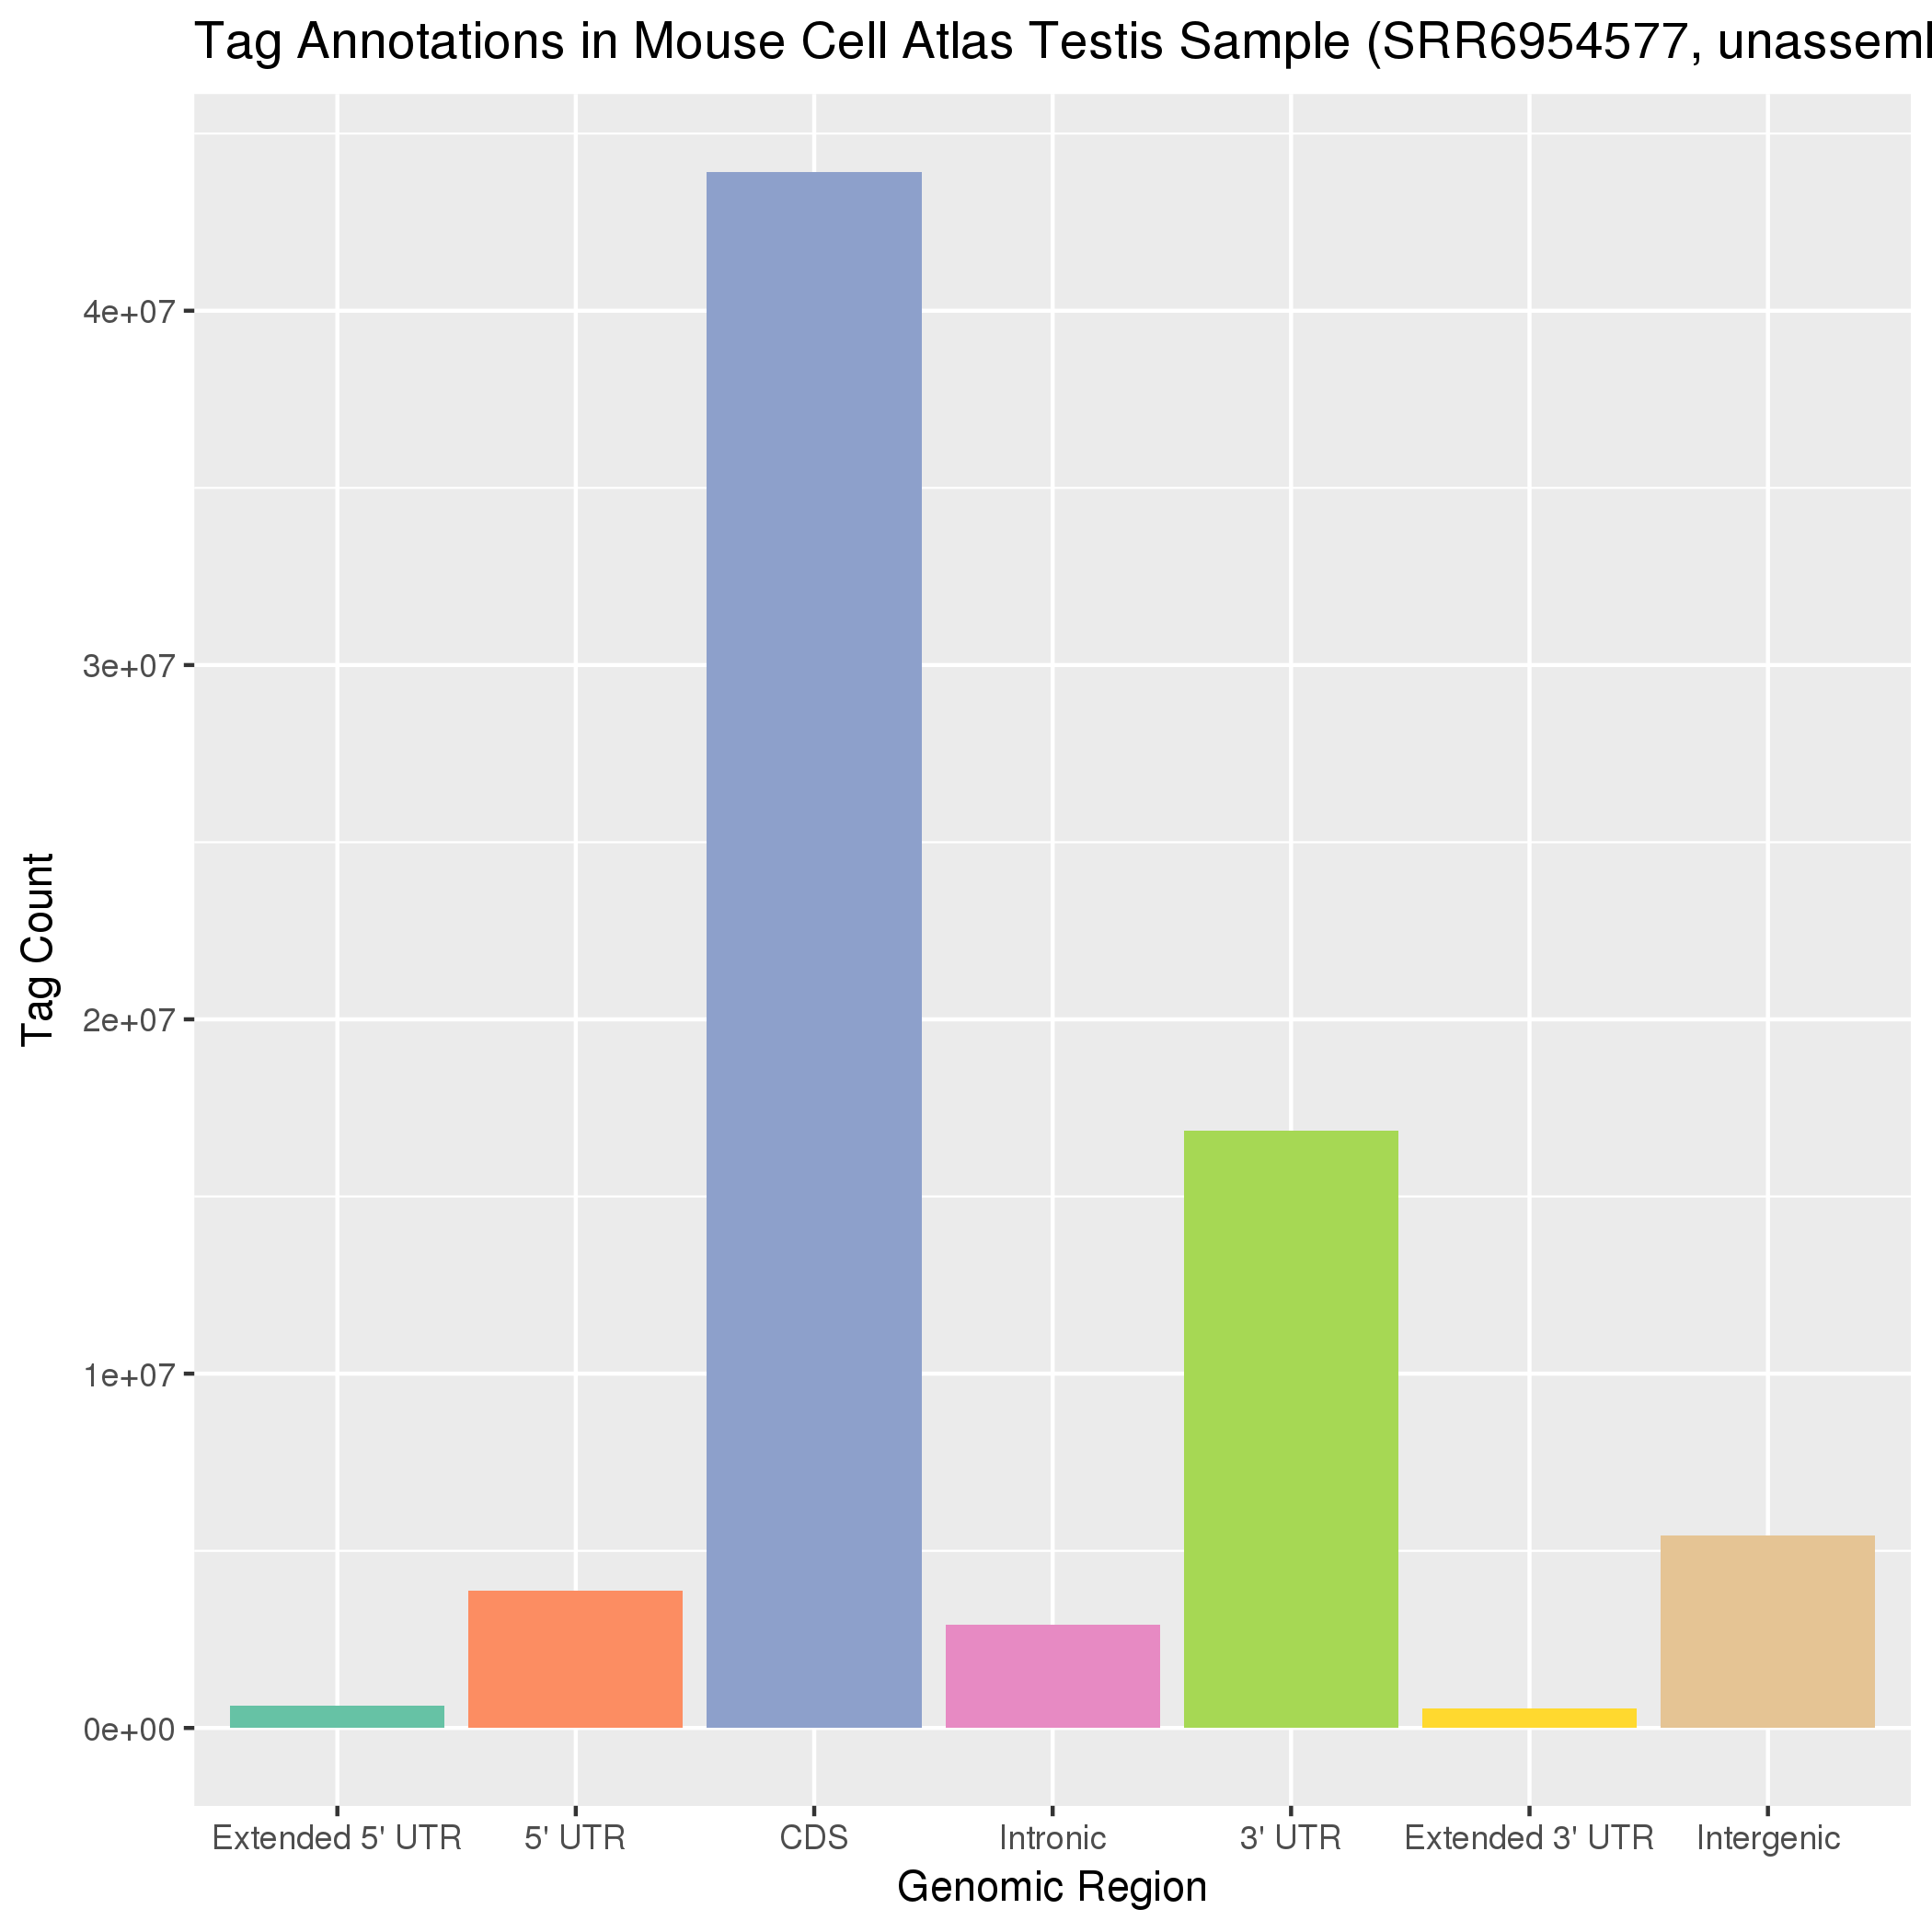 Tag Annotations in Mouse Cell Atlas Testis Sample (SRR6954577,
4e+07
3e+07
2e+07
1e+07
0e+00
Tag Count
Extended 5' UTR 5' UTR CDS Intronic 3' UTR Extended 3' UTR Intergenic
Genomic Region